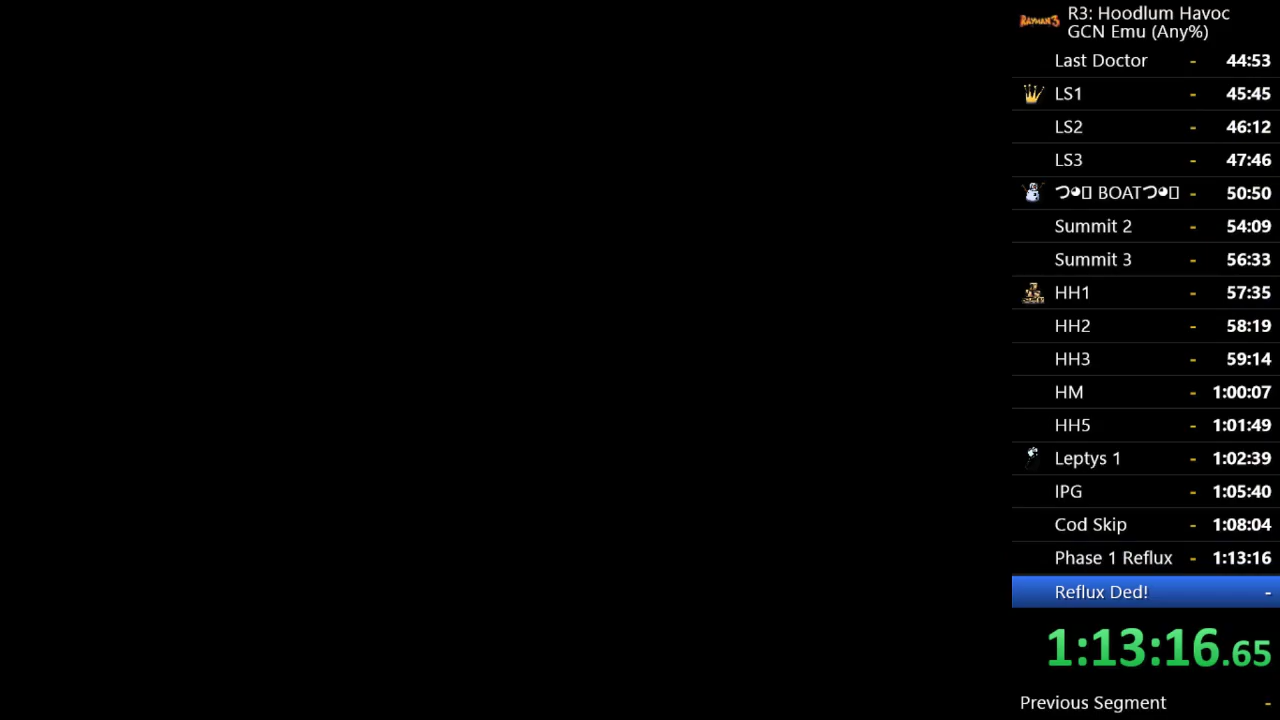 RAYMAN 3
R3: Hoodlum Havoc
GCN Emu (Any%)
Last Doctor - 44:53
LS1 - 45:45
LS2 - 46:12
LS3 - 47:46
BOAT - 50:50
Summit 2 - 54:09
Summit 3 - 56:33
HH1 - 57:35
HH2 - 58:19
HH3 - 59:14
HM - 1:00:07
HH5 - 1:01:49
Leptys 1 - 1:02:39
IPG - 1:05:40
Cod Skip - 1:08:04
Phase 1 Reflux - 1:13:16
Reflux Ded! -
1:13:16.65
Previous Segment -